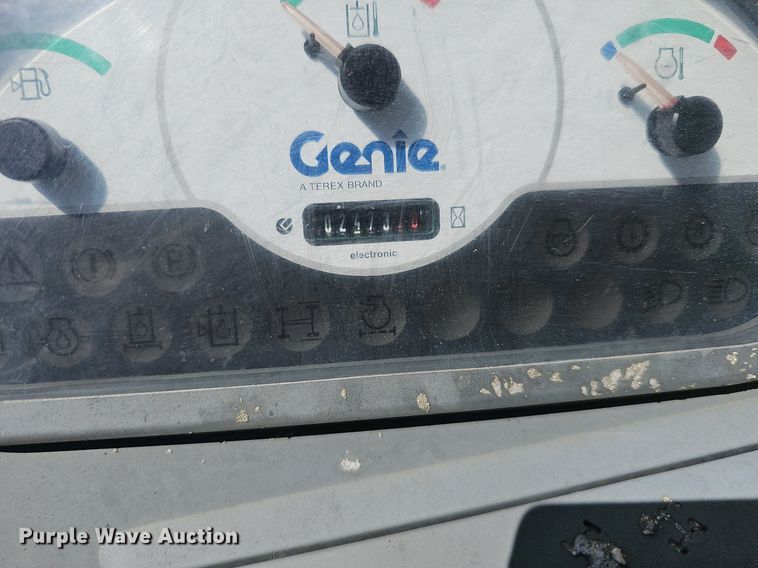 Genie
A TEREX BRAND
electronic
Purple Wave Auction